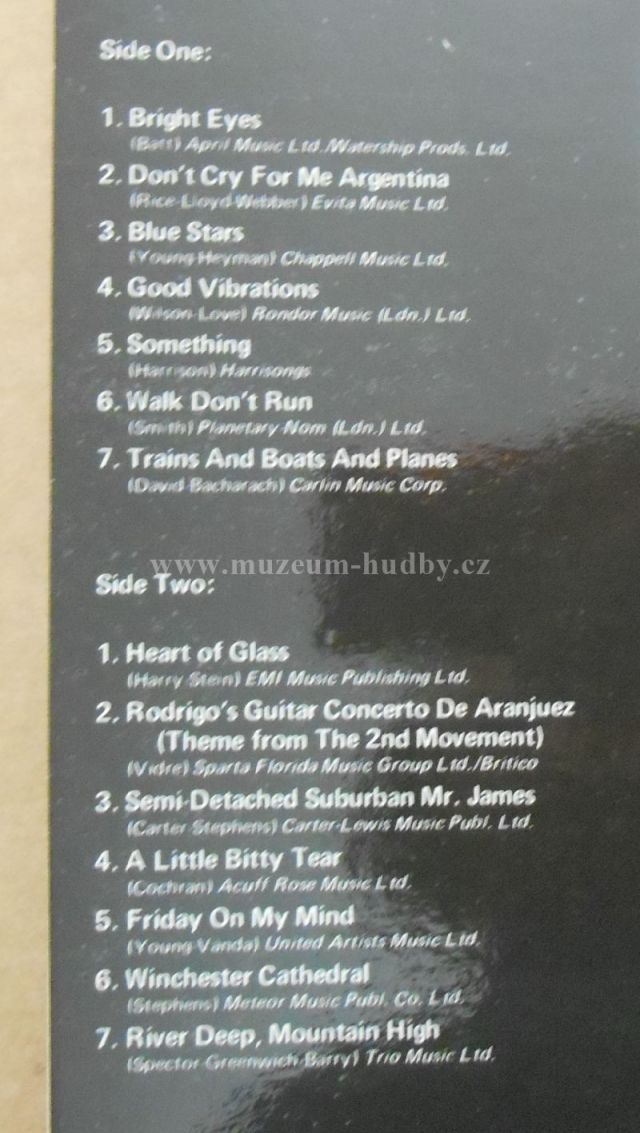 Side One:
1. Bright Eyes
(Batt) April Music Ltd./Watership Prods. Ltd.
2. Don't Cry For Me Argentina
(Rice-Lloyd-Webber) Evita Music Ltd.
3. Blue Stars
(Young-Heyman) Chappell Music Ltd.
4. Good Vibrations
(Wilson-Love) Rondor Music (Ldn.) Ltd.
5. Something
(Harrison) Harrisongs
6. Walk Don't Run
(Smith) Planetary-Nom (Ldn.) Ltd.
7. Trains And Boats And Planes
(David-Bacharach) Carlin Music Corp.
www.muzeum-hudby.cz
Side Two:
1. Heart of Glass
(Harry-Stein) EMI Music Publishing Ltd.
2. Rodrigo's Guitar Concerto De Aranjuez
(Theme from The 2nd Movement)
(Vidre) Sparta Florida Music Group Ltd./Britico
3. Semi-Detached Suburban Mr. James
(Carter-Stephens) Carter-Lewis Music Publ. Ltd.
4. A Little Bitty Tear
(Cochran) Acuff Rose Music Ltd.
5. Friday On My Mind
(Young-Vanda) United Artists Music Ltd.
6. Winchester Cathedral
(Stephens) Meteor Music Publ. Co. Ltd.
7. River Deep, Mountain High
(Spector-Greenwich-Barry) Trio Music Ltd.